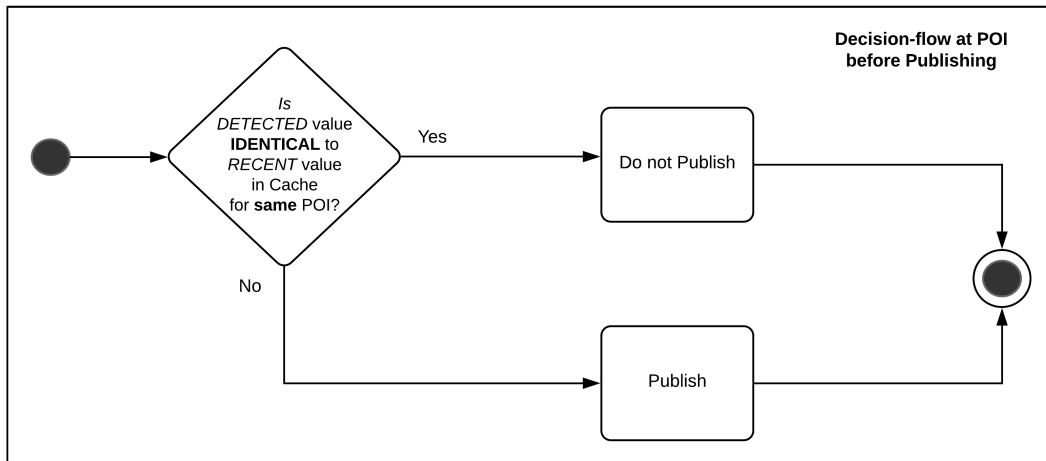 Decision-flow at POI
before Publishing
Is
DETECTED value
IDENTICAL to
RECENT value
in Cache
for same POI?
Yes
Do not Publish
No
Publish